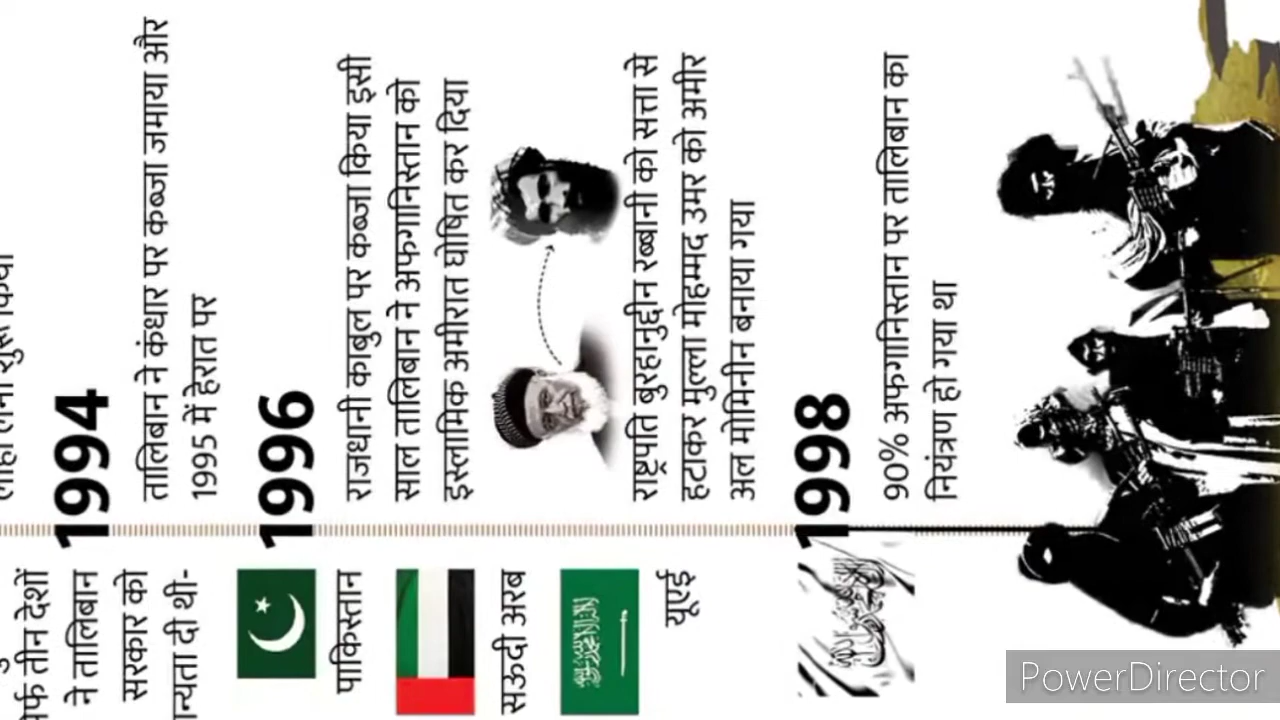 1994
तालिबान ने कंधार पर कब्जा जमाया और
1995 में हेरात पर
1996
राजधानी काबुल पर कब्जा किया इसी
साल तालिबान ने अफगानिस्तान को
इस्लामिक अमीरात घोषित कर दिया
राष्ट्रपति बुरहानुद्दीन रब्बानी को सत्ता से
हटाकर मुल्ला मोहम्मद उमर को अमीर
अल मोमिनीन बनाया गया
1998
90% अफगानिस्तान पर तालिबान का
नियंत्रण हो गया था
तीन देशों
ने तालिबान
सरकार को
दी थी-
पाकिस्तान
सऊदी अरब
यूएई
PowerDirector